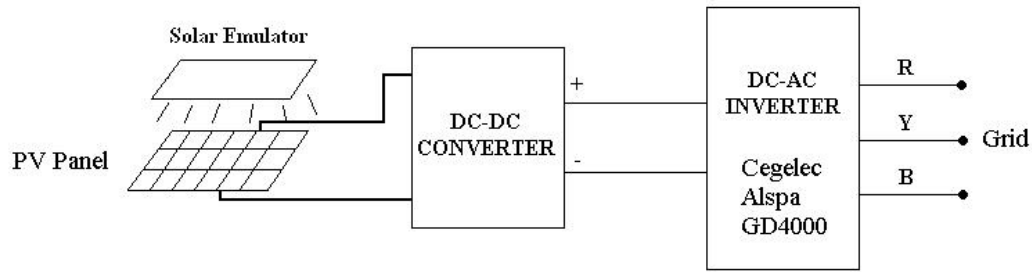 Solar Emulator
PV Panel
DC-DC
CONVERTER
+
-
DC-AC
INVERTER
Cegelec
Alspa
GD4000
R
Y
B
Grid